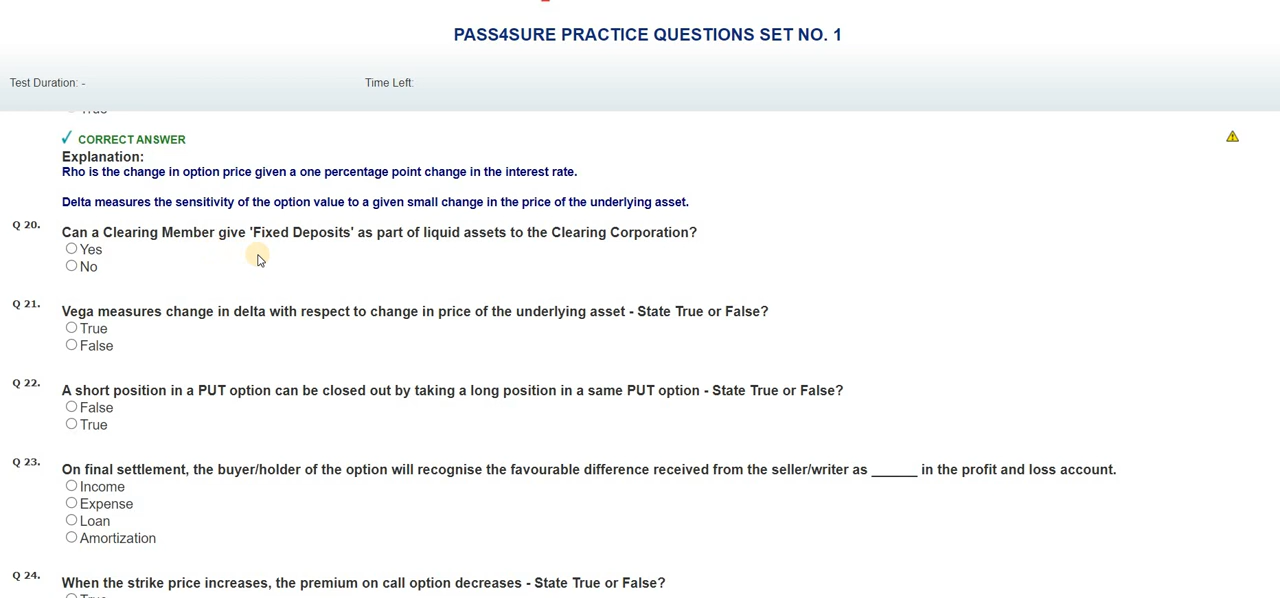 PASS4SURE PRACTICE QUESTIONS SET NO. 1
Test Duration: -
Time Left:
CORRECT ANSWER
Explanation:
Rho is the change in option price given a one percentage point change in the interest rate.
Delta measures the sensitivity of the option value to a given small change in the price of the underlying asset.
Q 20.
Can a Clearing Member give 'Fixed Deposits' as part of liquid assets to the Clearing Corporation?
Yes
No
Q 21.
Vega measures change in delta with respect to change in price of the underlying asset - State True or False?
True
False
Q 22.
A short position in a PUT option can be closed out by taking a long position in a same PUT option - State True or False?
False
True
Q 23.
On final settlement, the buyer/holder of the option will recognise the favourable difference received from the seller/writer as ______ in the profit and loss account.
Income
Expense
Loan
Amortization
Q 24.
When the strike price increases, the premium on call option decreases - State True or False?